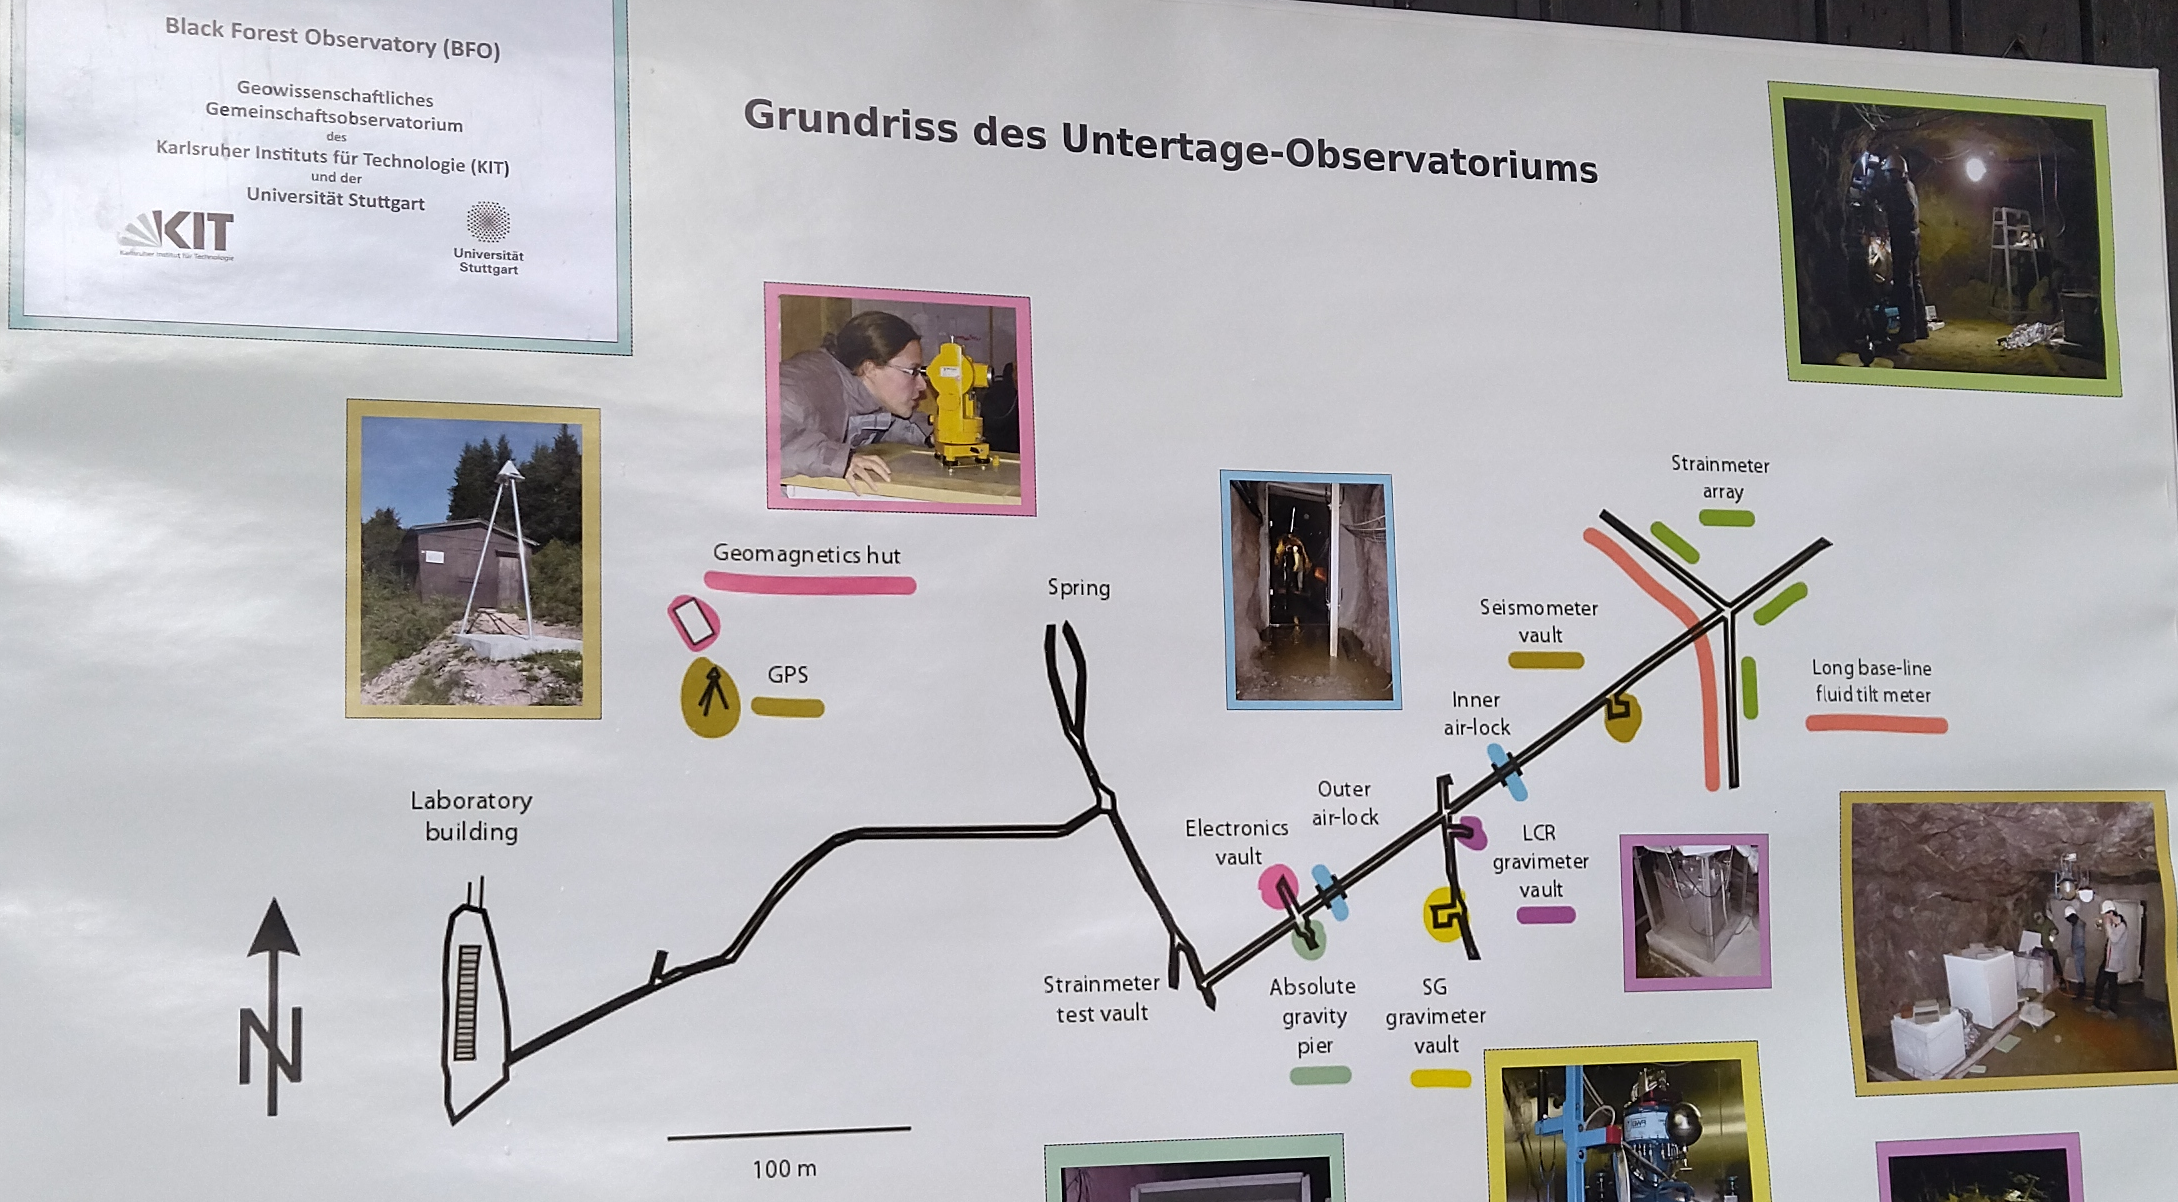 Black Forest Observatory (BFO)
Geowissenschaftliches
Gemeinschaftsobservatorium
des
Karlsruher Instituts für Technologie (KIT)
und der
Universität Stuttgart
KIT
Karlsruher Institut für Technologie
Universität
Stuttgart
Grundriss des Untertage-Observatoriums
Strainmeter
array
Geomagnetics hut
Spring
Seismometer
vault
GPS
Long base-line
fluid tilt meter
Inner
air-lock
Laboratory
building
Outer
air-lock
Electronics
vault
LCR
gravimeter
vault
Strainmeter
test vault
Absolute
gravity
pier
SG
gravimeter
vault
N
100 m